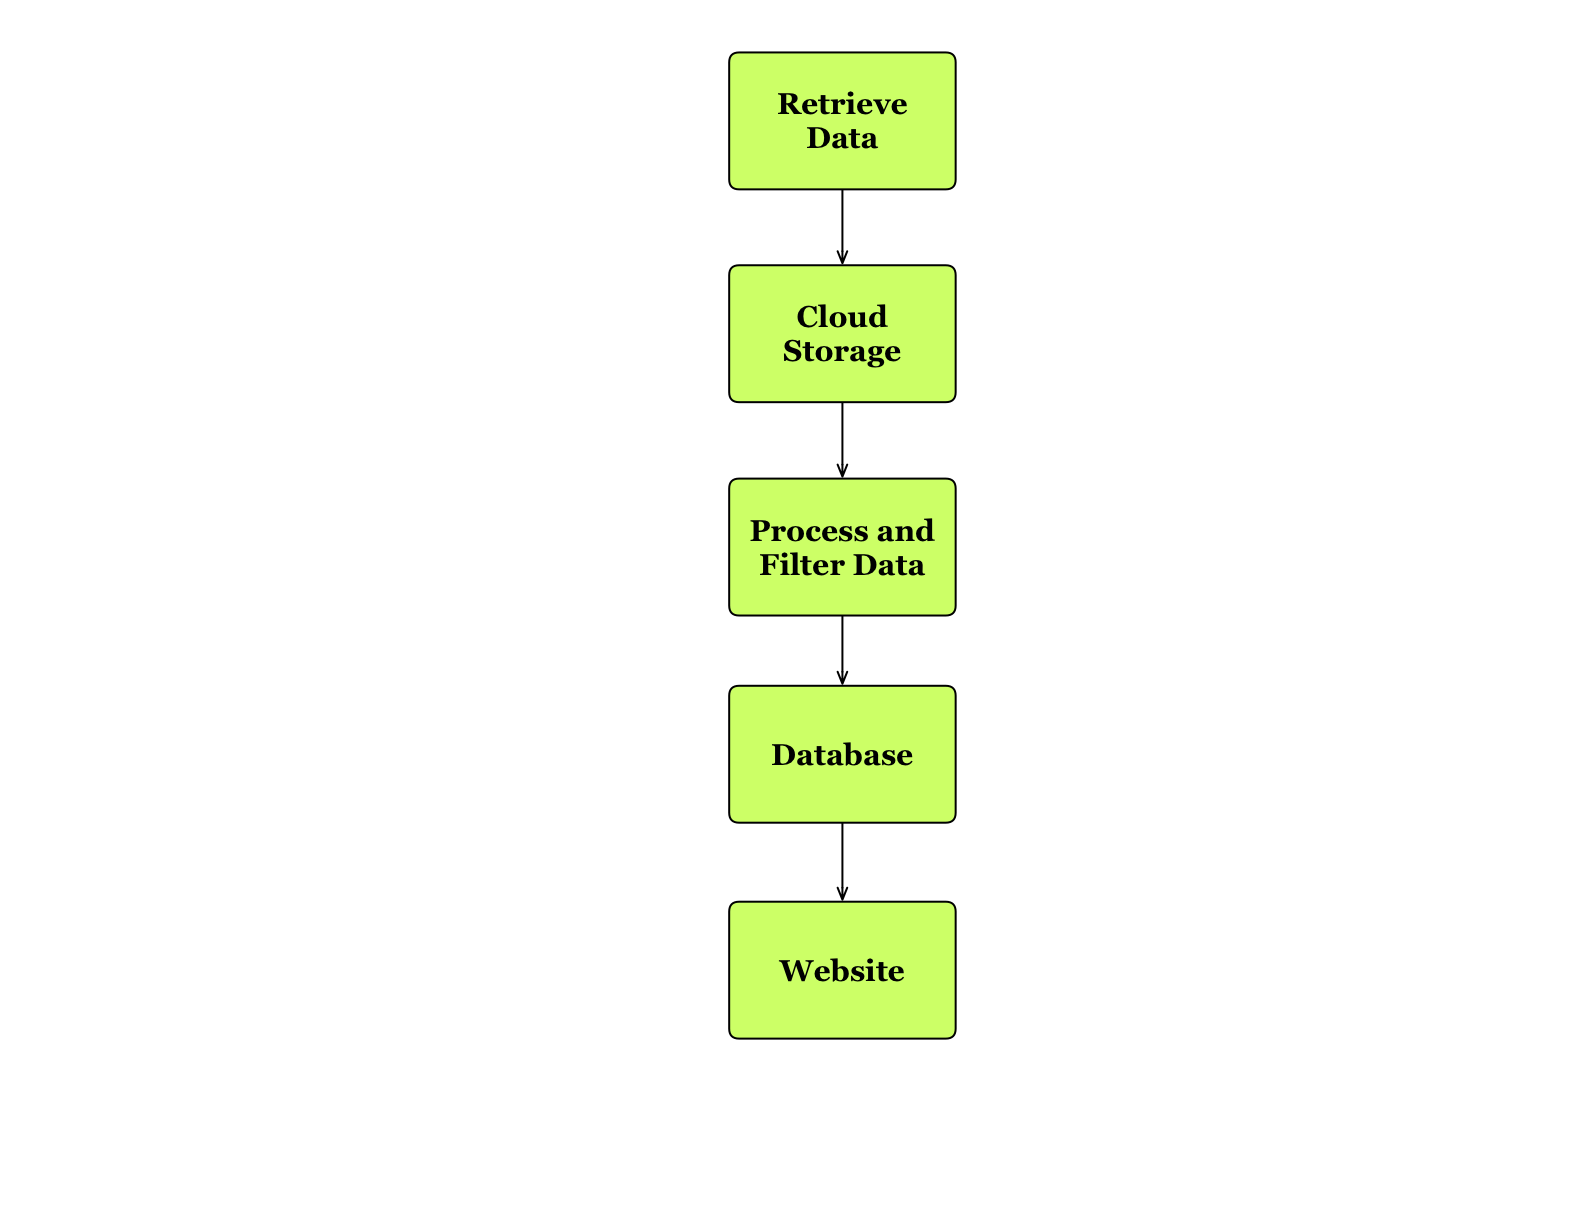 Retrieve
Data
Cloud
Storage
Process and
Filter Data
Database
Website